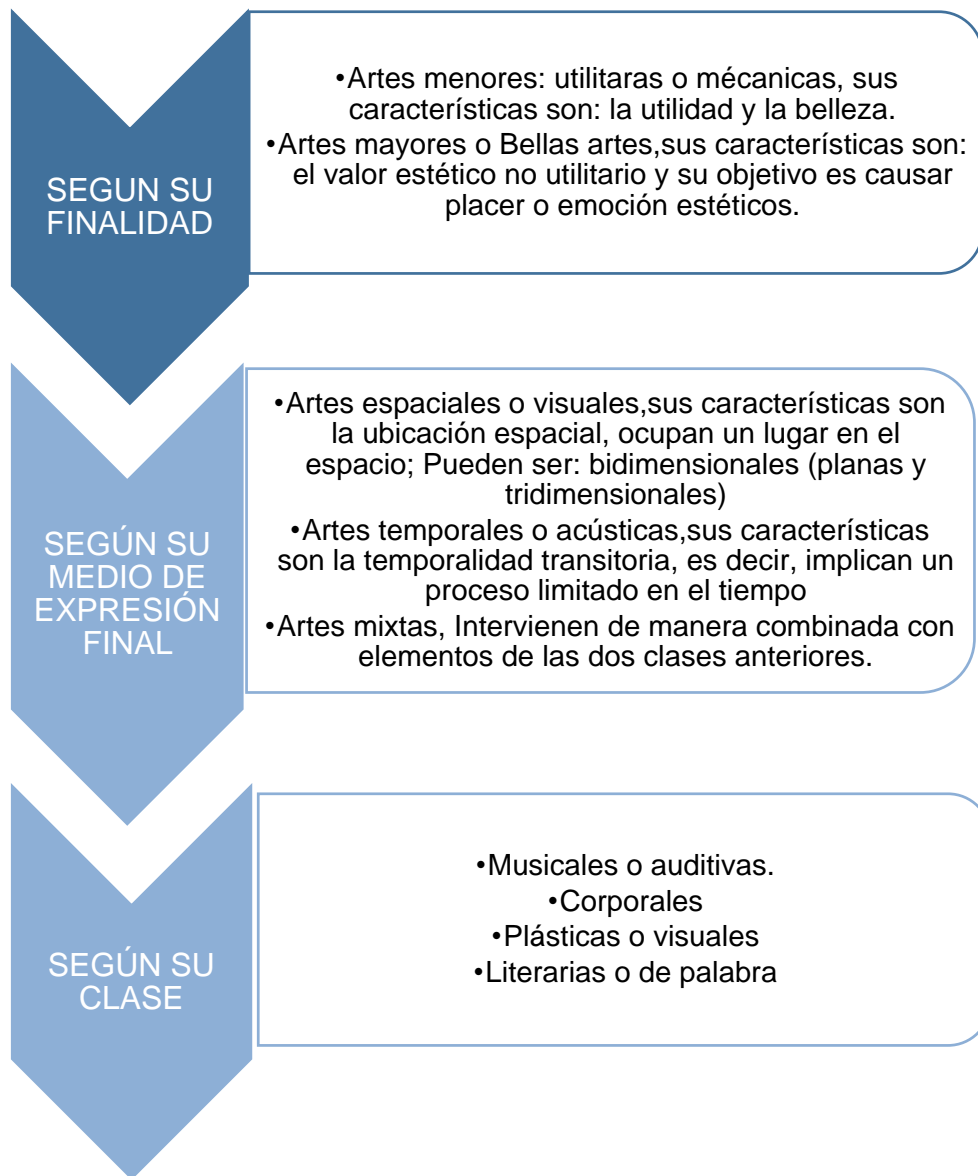 SEGUN SU
FINALIDAD
•Artes menores: utilitaras o mécanicas, sus
características son: la utilidad y la belleza.
•Artes mayores o Bellas artes,sus características son:
el valor estético no utilitario y su objetivo es causar
placer o emoción estéticos.
SEGÚN SU
MEDIO DE
EXPRESIÓN
FINAL
•Artes espaciales o visuales,sus características son
la ubicación espacial, ocupan un lugar en el
espacio; Pueden ser: bidimensionales (planas y
tridimensionales)
•Artes temporales o acústicas,sus características
son la temporalidad transitoria, es decir, implican un
proceso limitado en el tiempo
•Artes mixtas, Intervienen de manera combinada con
elementos de las dos clases anteriores.
SEGÚN SU
CLASE
•Musicales o auditivas.
•Corporales
•Plásticas o visuales
•Literarias o de palabra